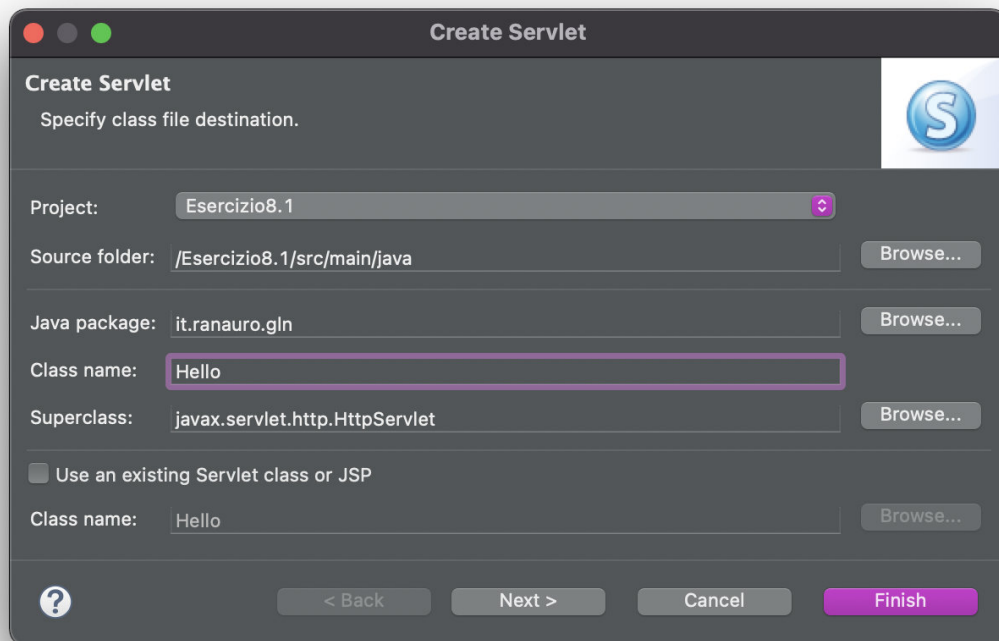 Create Servlet
Create Servlet
Specify class file destination.
S
Project: Esercizio8.1
Source folder: /Esercizio8.1/src/main/java Browse...
Java package: it.ranauro.gln Browse...
Class name: Hello
Superclass: javax.servlet.http.HttpServlet Browse...
Use an existing Servlet class or JSP
Class name: Hello Browse...
? < Back Next > Cancel Finish